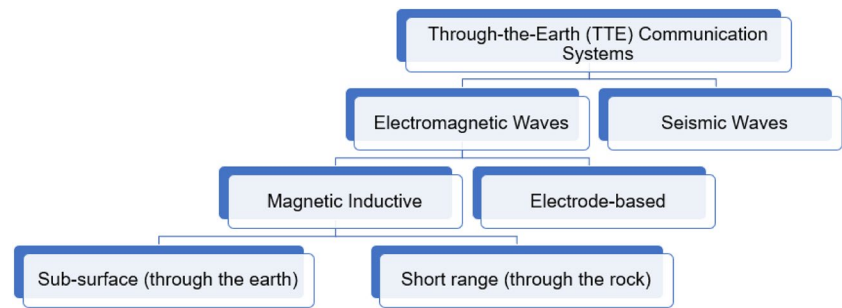 Through-the-Earth (TTE) Communication
Systems
Electromagnetic Waves
Seismic Waves
Magnetic Inductive
Electrode-based
Sub-surface (through the earth)
Short range (through the rock)